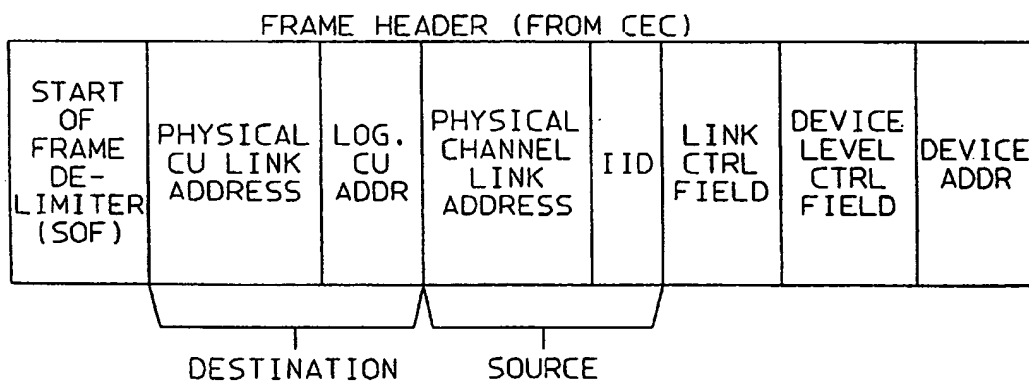 FRAME HEADER (FROM CEC)
START
OF
FRAME
DE-
LIMITER
(SOF)
PHYSICAL
CU LINK
ADDRESS
LOG.
CU
ADDR
PHYSICAL
CHANNEL
LINK
ADDRESS
IID
LINK
CTRL
FIELD
DEVICE
LEVEL
CTRL
FIELD
DEVICE
ADDR
DESTINATION
SOURCE